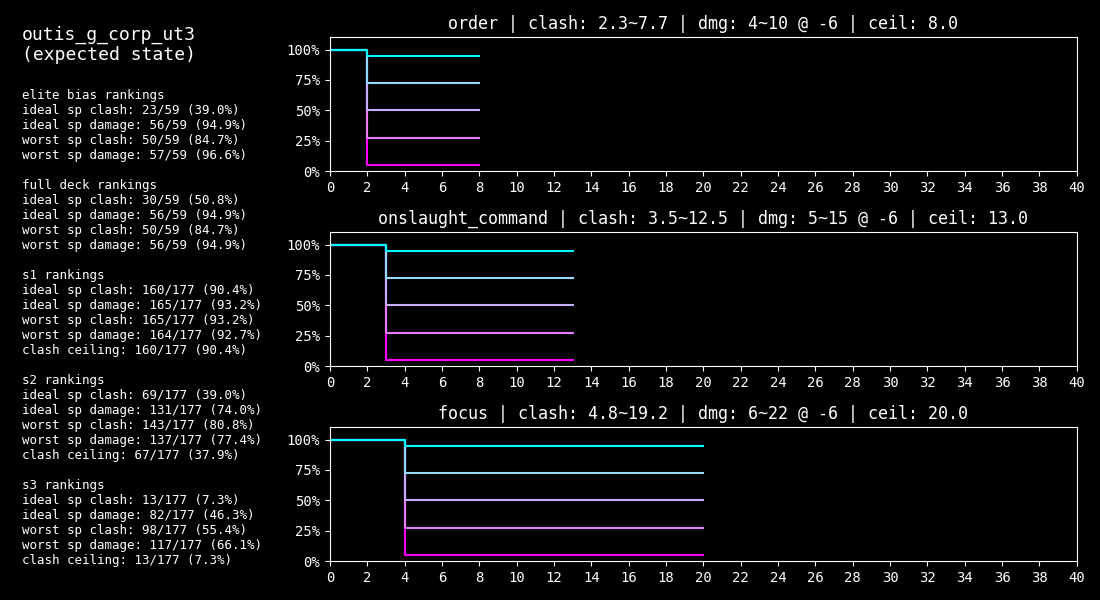 outis_g_corp_ut3
(expected state)
elite bias rankings
ideal sp clash: 23/59 (39.0%)
ideal sp damage: 56/59 (94.9%)
worst sp clash: 50/59 (84.7%)
worst sp damage: 57/59 (96.6%)
full deck rankings
ideal sp clash: 30/59 (50.8%)
ideal sp damage: 56/59 (94.9%)
worst sp clash: 50/59 (84.7%)
worst sp damage: 56/59 (94.9%)
s1 rankings
ideal sp clash: 160/177 (90.4%)
ideal sp damage: 165/177 (93.2%)
worst sp clash: 165/177 (93.2%)
worst sp damage: 164/177 (92.7%)
clash ceiling: 160/177 (90.4%)
s2 rankings
ideal sp clash: 69/177 (39.0%)
ideal sp damage: 131/177 (74.0%)
worst sp clash: 143/177 (80.8%)
worst sp damage: 137/177 (77.4%)
clash ceiling: 67/177 (37.9%)
s3 rankings
ideal sp clash: 13/177 (7.3%)
ideal sp damage: 82/177 (46.3%)
worst sp clash: 98/177 (55.4%)
worst sp damage: 117/177 (66.1%)
clash ceiling: 13/177 (7.3%)
order | clash: 2.3~7.7 | dmg: 4~10 @ -6 | ceil: 8.0
100%
75%
50%
25%
0%
0 2 4 6 8 10 12 14 16 18 20 22 24 26 28 30 32 34 36 38 40
onslaught_command | clash: 3.5~12.5 | dmg: 5~15 @ -6 | ceil: 13.0
100%
75%
50%
25%
0%
0 2 4 6 8 10 12 14 16 18 20 22 24 26 28 30 32 34 36 38 40
focus | clash: 4.8~19.2 | dmg: 6~22 @ -6 | ceil: 20.0
100%
75%
50%
25%
0%
0 2 4 6 8 10 12 14 16 18 20 22 24 26 28 30 32 34 36 38 40